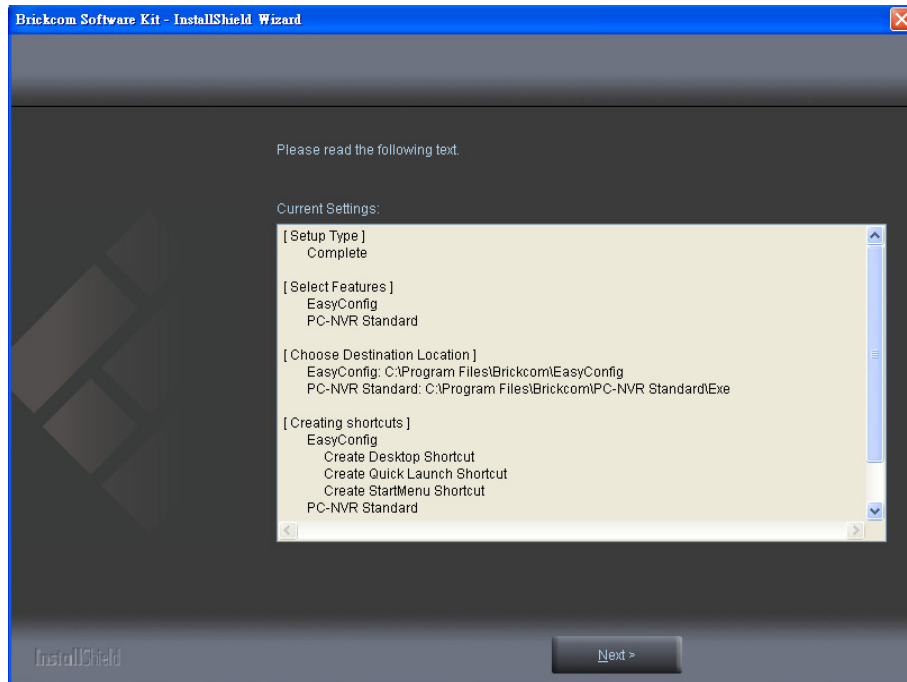 Brickcom Software Kit - InstallShield Wizard
Please read the following text.
Current Settings:
[ Setup Type ]
Complete
[ Select Features ]
EasyConfig
PC-NVR Standard
[ Choose Destination Location ]
EasyConfig: C:\Program Files\Brickcom\EasyConfig
PC-NVR Standard: C:\Program Files\Brickcom\PC-NVR Standard\Exe
[ Creating shortcuts ]
EasyConfig
Create Desktop Shortcut
Create Quick Launch Shortcut
Create StartMenu Shortcut
PC-NVR Standard
InstallShield
Next >